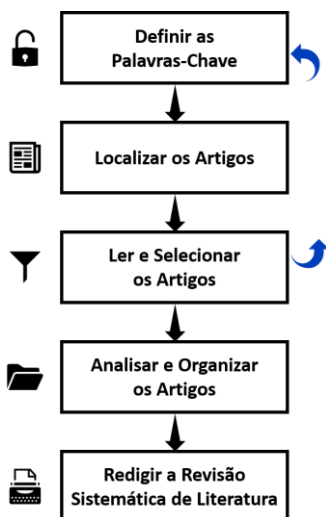 Definir as
Palavras-Chave
Localizar os Artigos
Ler e Selecionar
os Artigos
Analisar e Organizar
os Artigos
Redigir a Revisão
Sistemática de Literatura